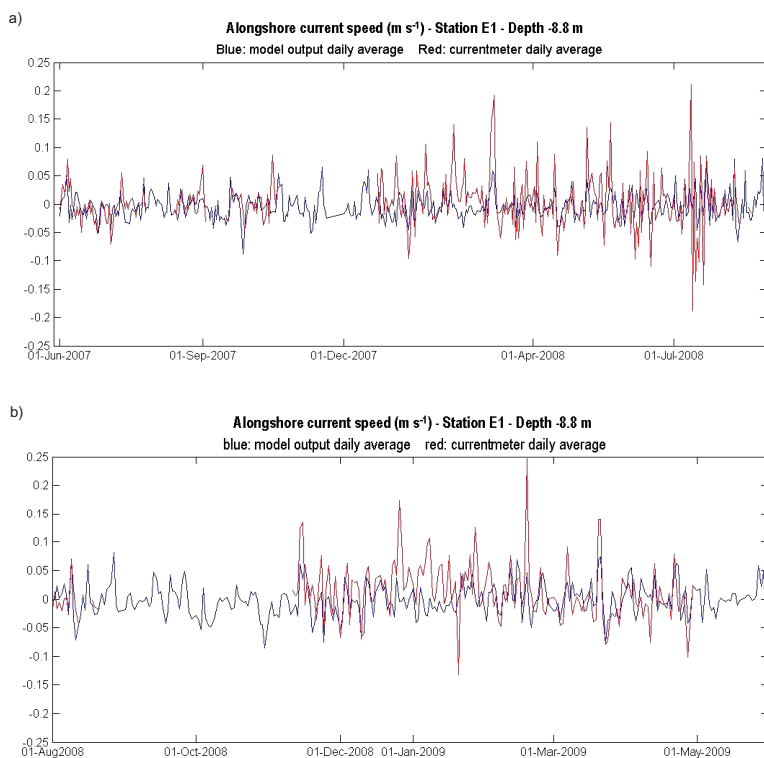 a)
Alongshore current speed (m s⁻¹) - Station E1 - Depth -8.8 m
Blue: model output daily average Red: currentmeter daily average
0.25
0.2
0.15
0.1
0.05
0
-0.05
-0.1
-0.15
-0.2
-0.25
01-Jun-2007 01-Sep-2007 01-Dec-2007 01-Apr-2008 01-Jul-2008
b)
Alongshore current speed (m s⁻¹) - Station E1 - Depth -8.8 m
blue: model output daily average red: currentmeter daily average
0.25
0.2
0.15
0.1
0.05
0
-0.05
-0.1
-0.15
-0.2
-0.25
01-Aug2008 01-Oct-2008 01-Dec-2008 01-Jan-2009 01-Mar-2009 01-May-2009